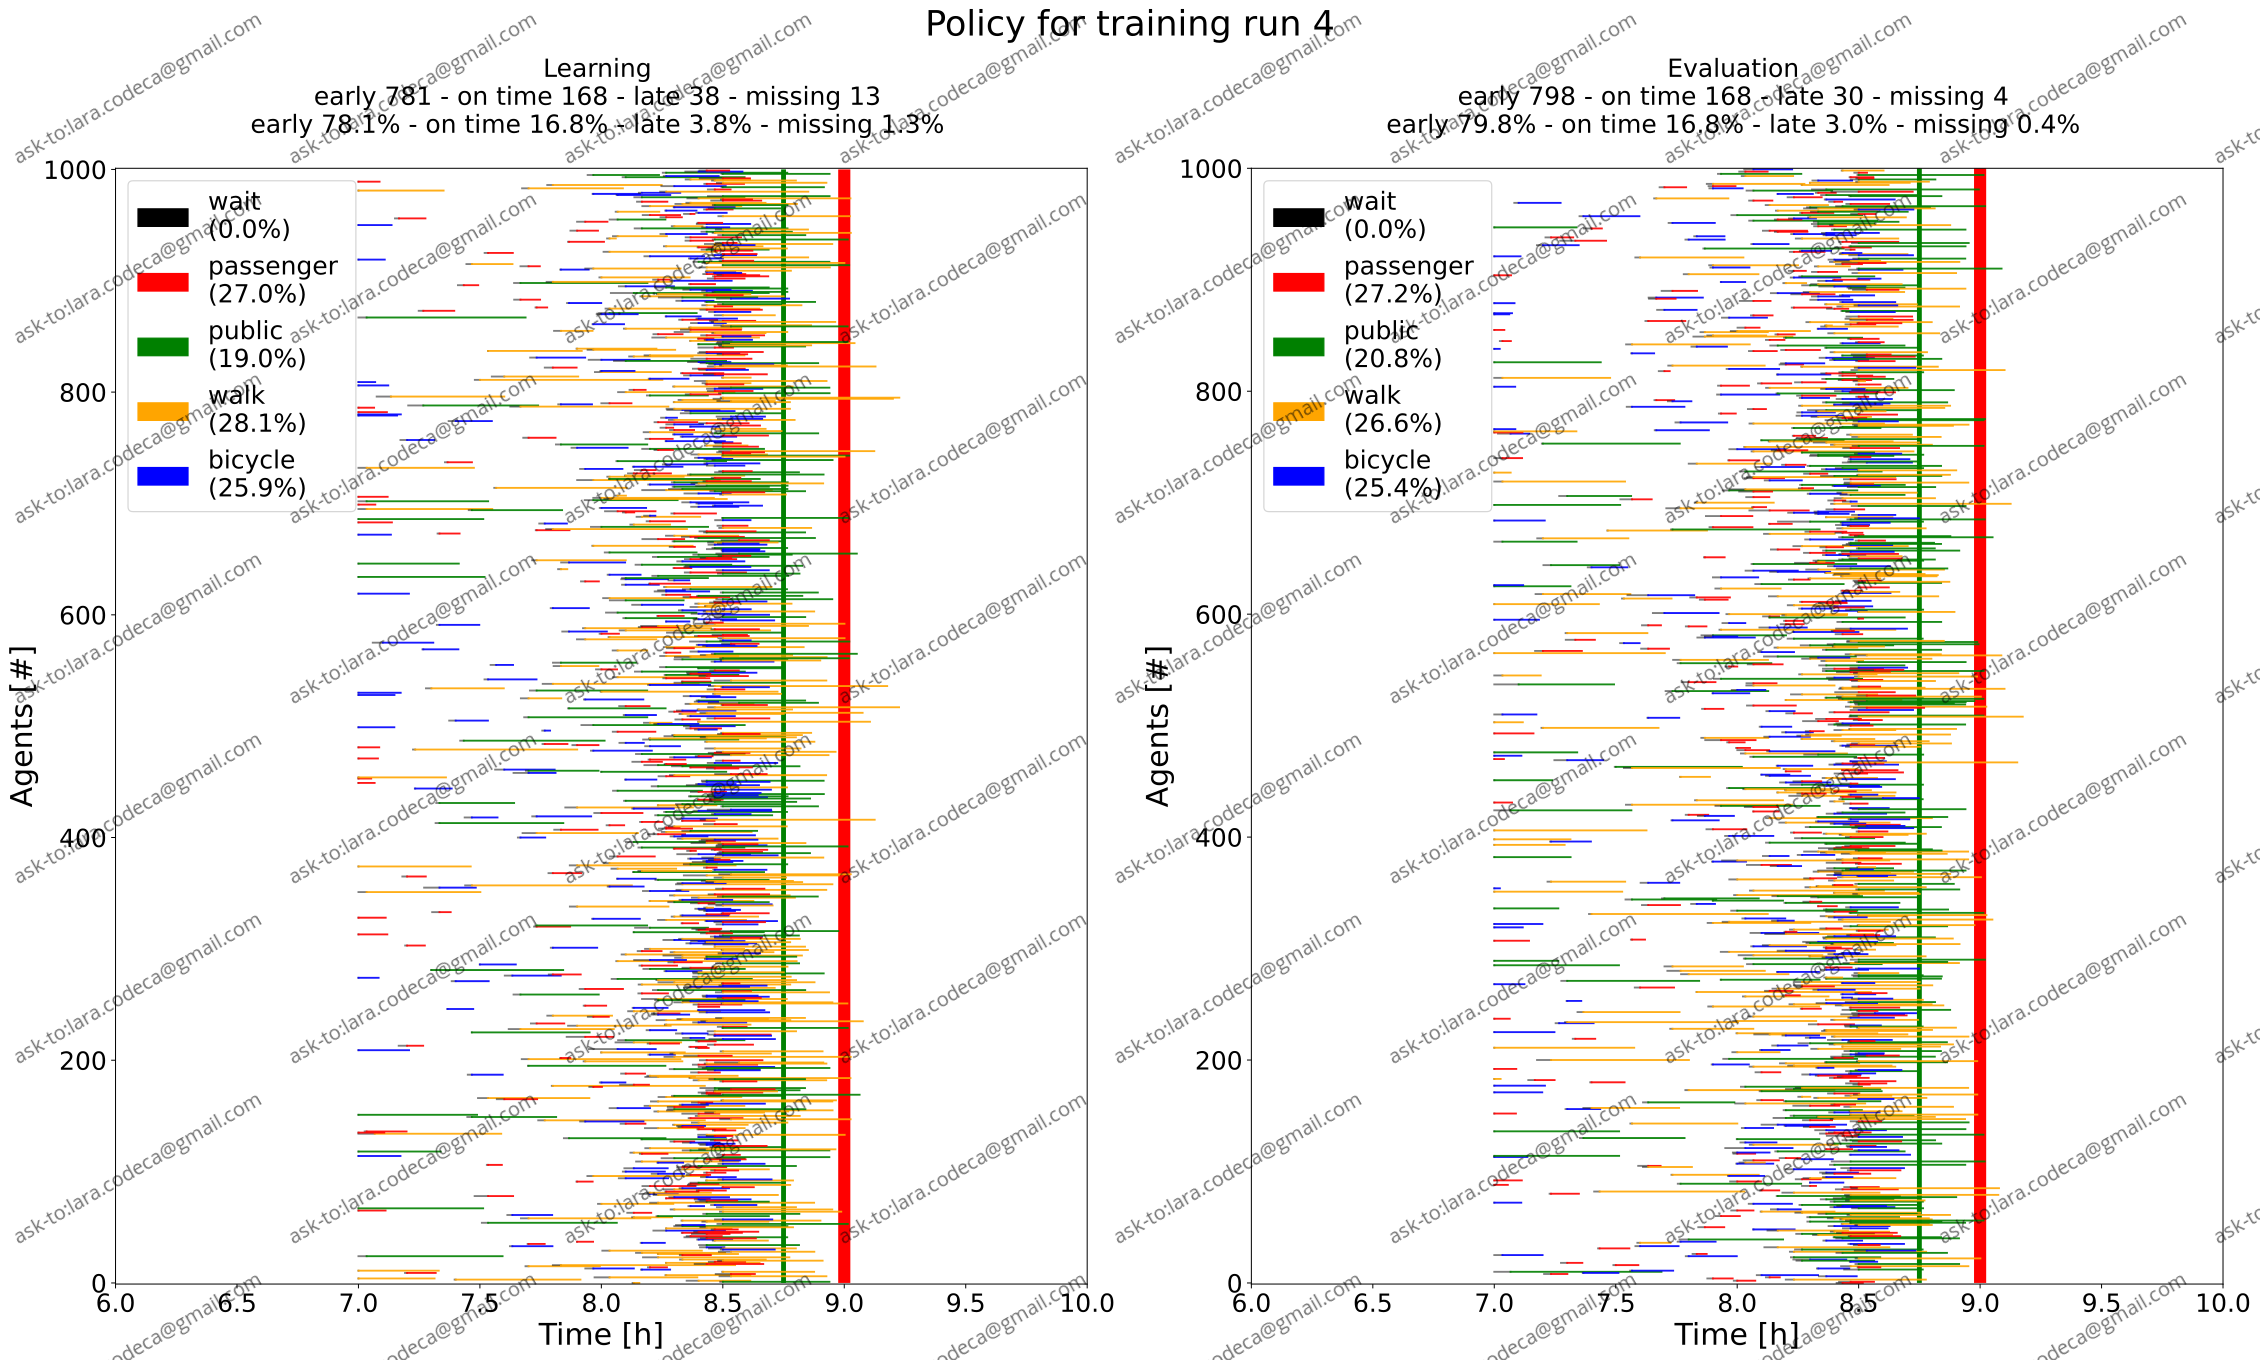 Policy for training run 4
Learning
early 781 - on time 168 - late 38 - missing 13
early 78.1% - on time 16.8% - late 3.8% - missing 1.3%
1000
800
600
400
200
0
Agents [#]
wait
(0.0%)
passenger
(27.0%)
public
(19.0%)
walk
(28.1%)
bicycle
(25.9%)
6.0 6.5 7.0 7.5 8.0 8.5 9.0 9.5 10.0
Time [h]
Evaluation
early 798 - on time 168 - late 30 - missing 4
early 79.8% - on time 16.8% - late 3.0% - missing 0.4%
1000
800
600
400
200
0
Agents [#]
wait
(0.0%)
passenger
(27.2%)
public
(20.8%)
walk
(26.6%)
bicycle
(25.4%)
6.0 6.5 7.0 7.5 8.0 8.5 9.0 9.5 10.0
Time [h]
ask-to:lara.codeca@gmail.com